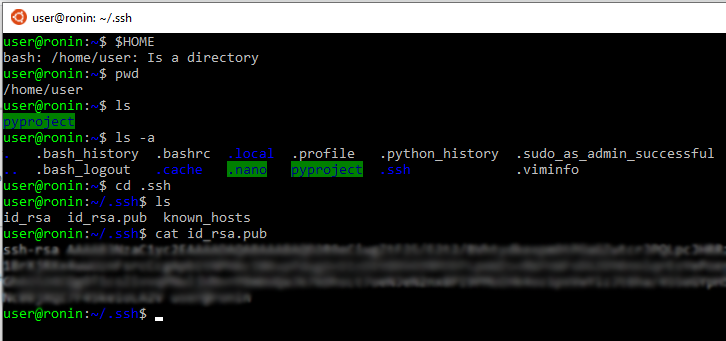 user@ronin: ~/.ssh
user@ronin:~$ $HOME
bash: /home/user: Is a directory
user@ronin:~$ pwd
/home/user
user@ronin:~$ ls
pyproject
user@ronin:~$ ls -a
. .bash_history .bashrc .local .profile .python_history .sudo_as_admin_successful
.. .bash_logout .cache .nano pyproject .ssh .viminfo
user@ronin:~$ cd .ssh
user@ronin:~/.ssh$ ls
id_rsa id_rsa.pub known_hosts
user@ronin:~/.ssh$ cat id_rsa.pub
ssh-rsa
user@ronin
user@ronin:~/.ssh$